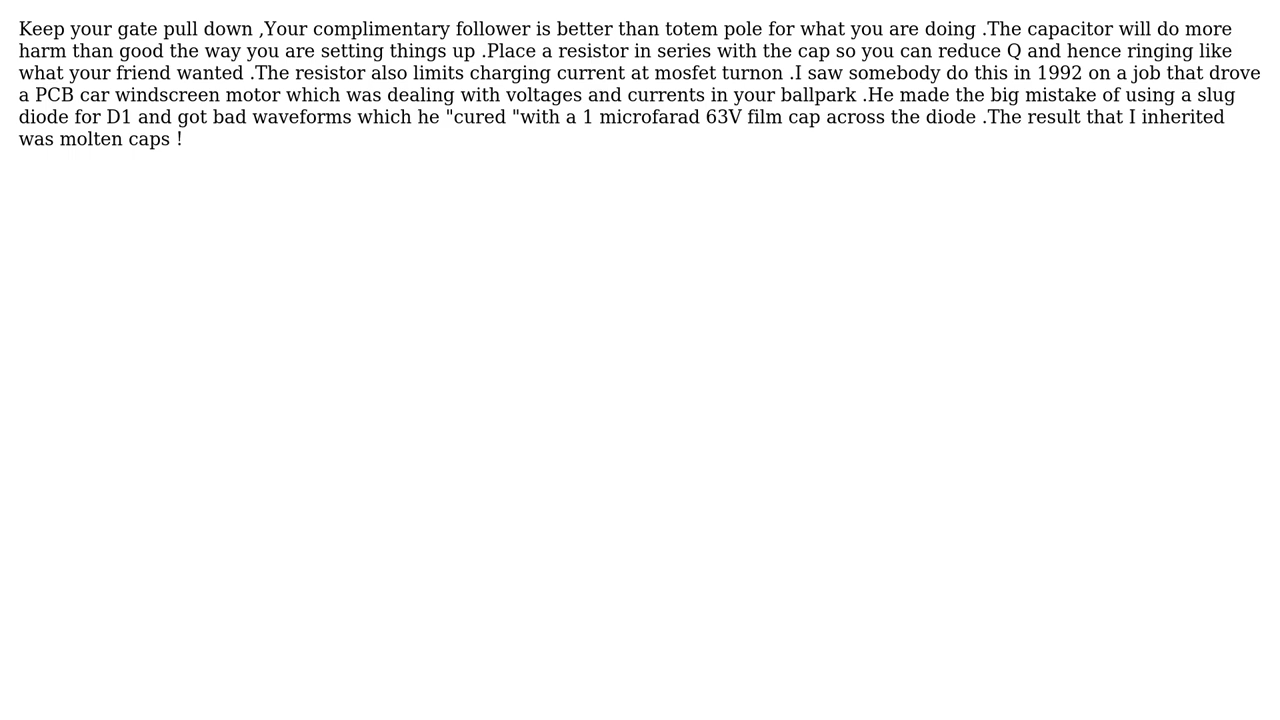 Keep your gate pull down ,Your complimentary follower is better than totem pole for what you are doing .The capacitor will do more
harm than good the way you are setting things up .Place a resistor in series with the cap so you can reduce Q and hence ringing like
what your friend wanted .The resistor also limits charging current at mosfet turnon .I saw somebody do this in 1992 on a job that drove
a PCB car windscreen motor which was dealing with voltages and currents in your ballpark .He made the big mistake of using a slug
diode for D1 and got bad waveforms which he "cured "with a 1 microfarad 63V film cap across the diode .The result that I inherited
was molten caps !